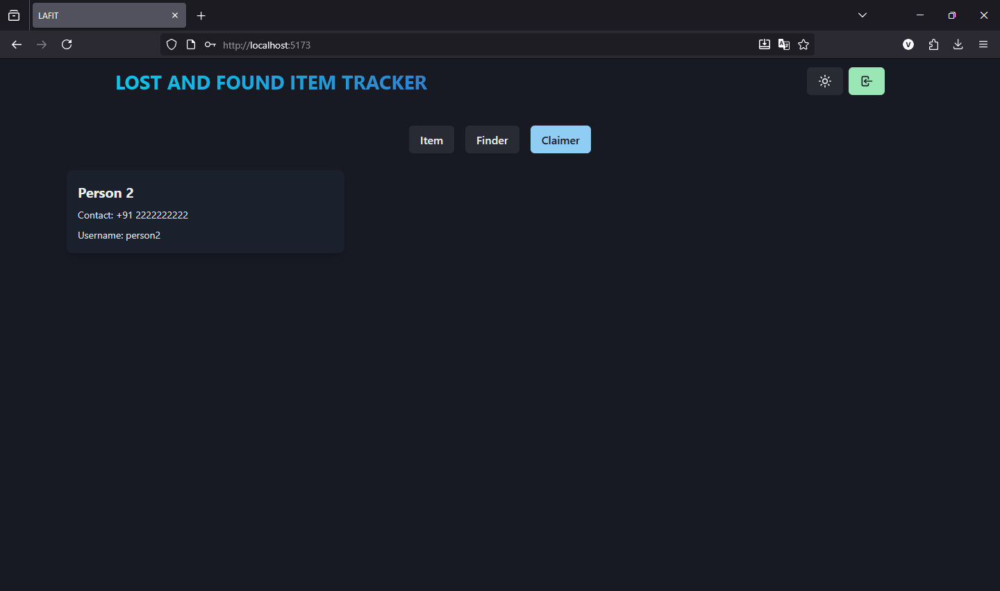 LAFIT
http://localhost:5173
V
LOST AND FOUND ITEM TRACKER
Item Finder Claimer
Person 2
Contact: +91 2222222222
Username: person2